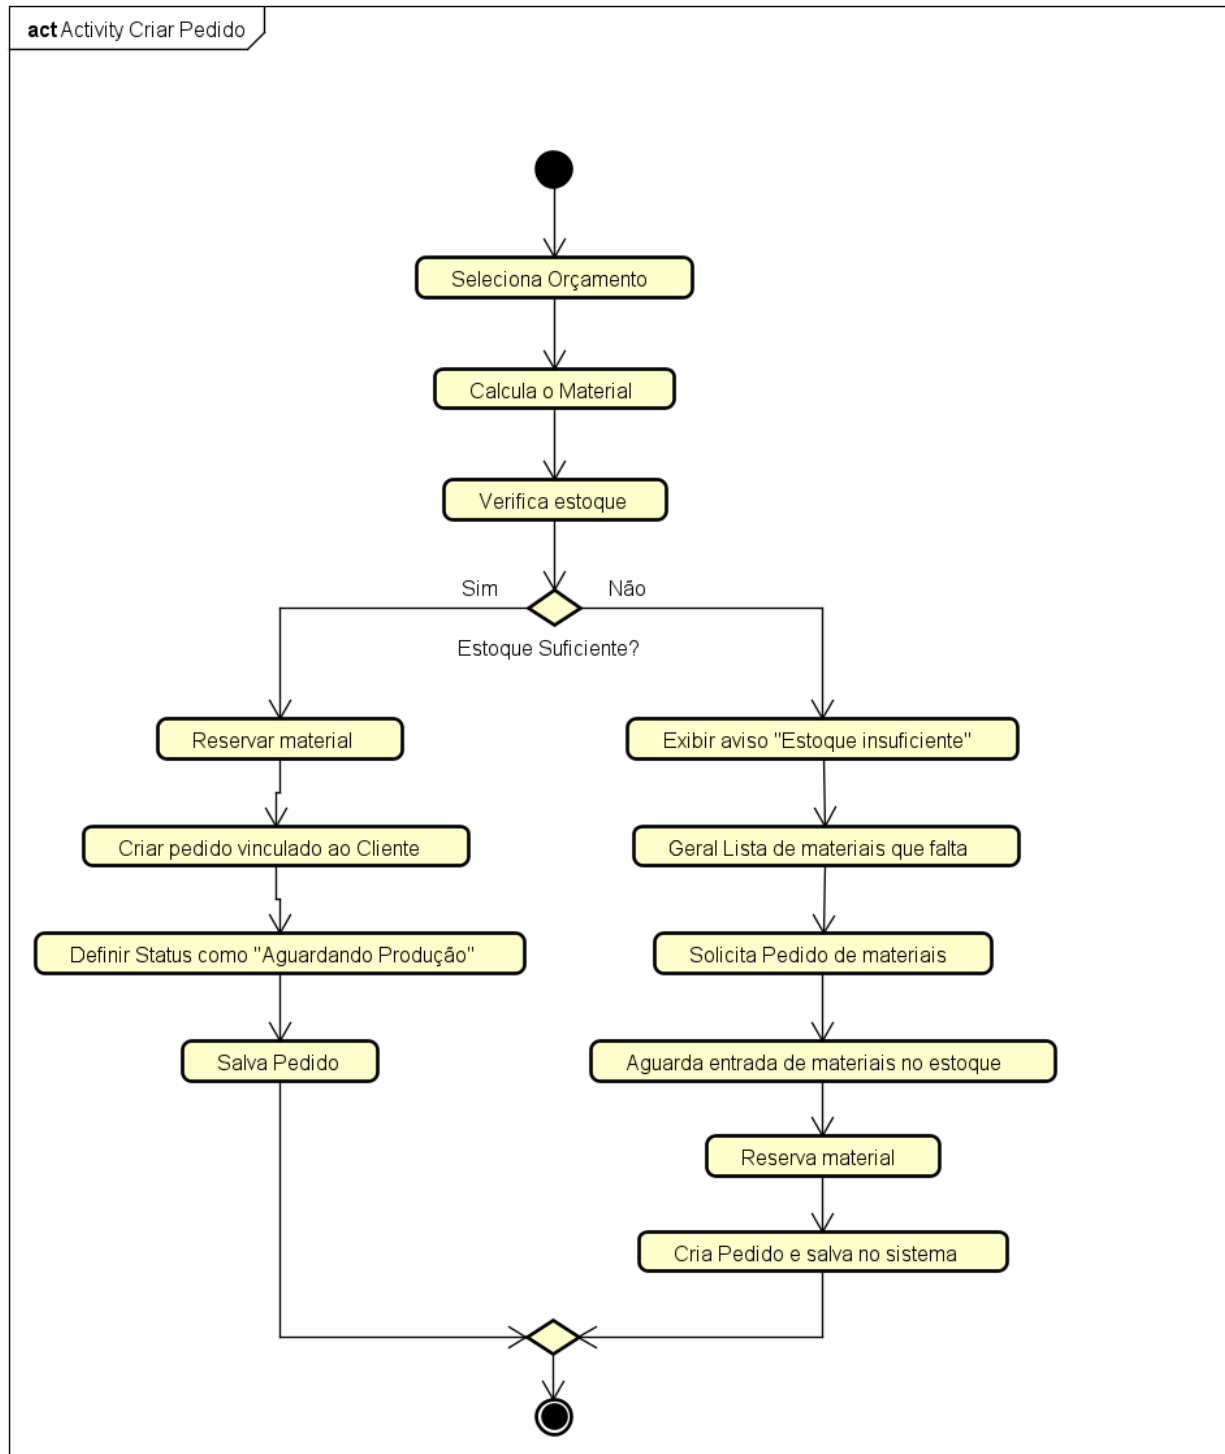 act Activity Criar Pedido
Seleciona Orçamento
Calcula o Material
Verifica estoque
Sim
Não
Estoque Suficiente?
Reservar material
Exibir aviso "Estoque insuficiente"
Criar pedido vinculado ao Cliente
Geral Lista de materiais que falta
Definir Status como "Aguardando Produção"
Solicita Pedido de materiais
Salva Pedido
Aguarda entrada de materiais no estoque
Reserva material
Cria Pedido e salva no sistema